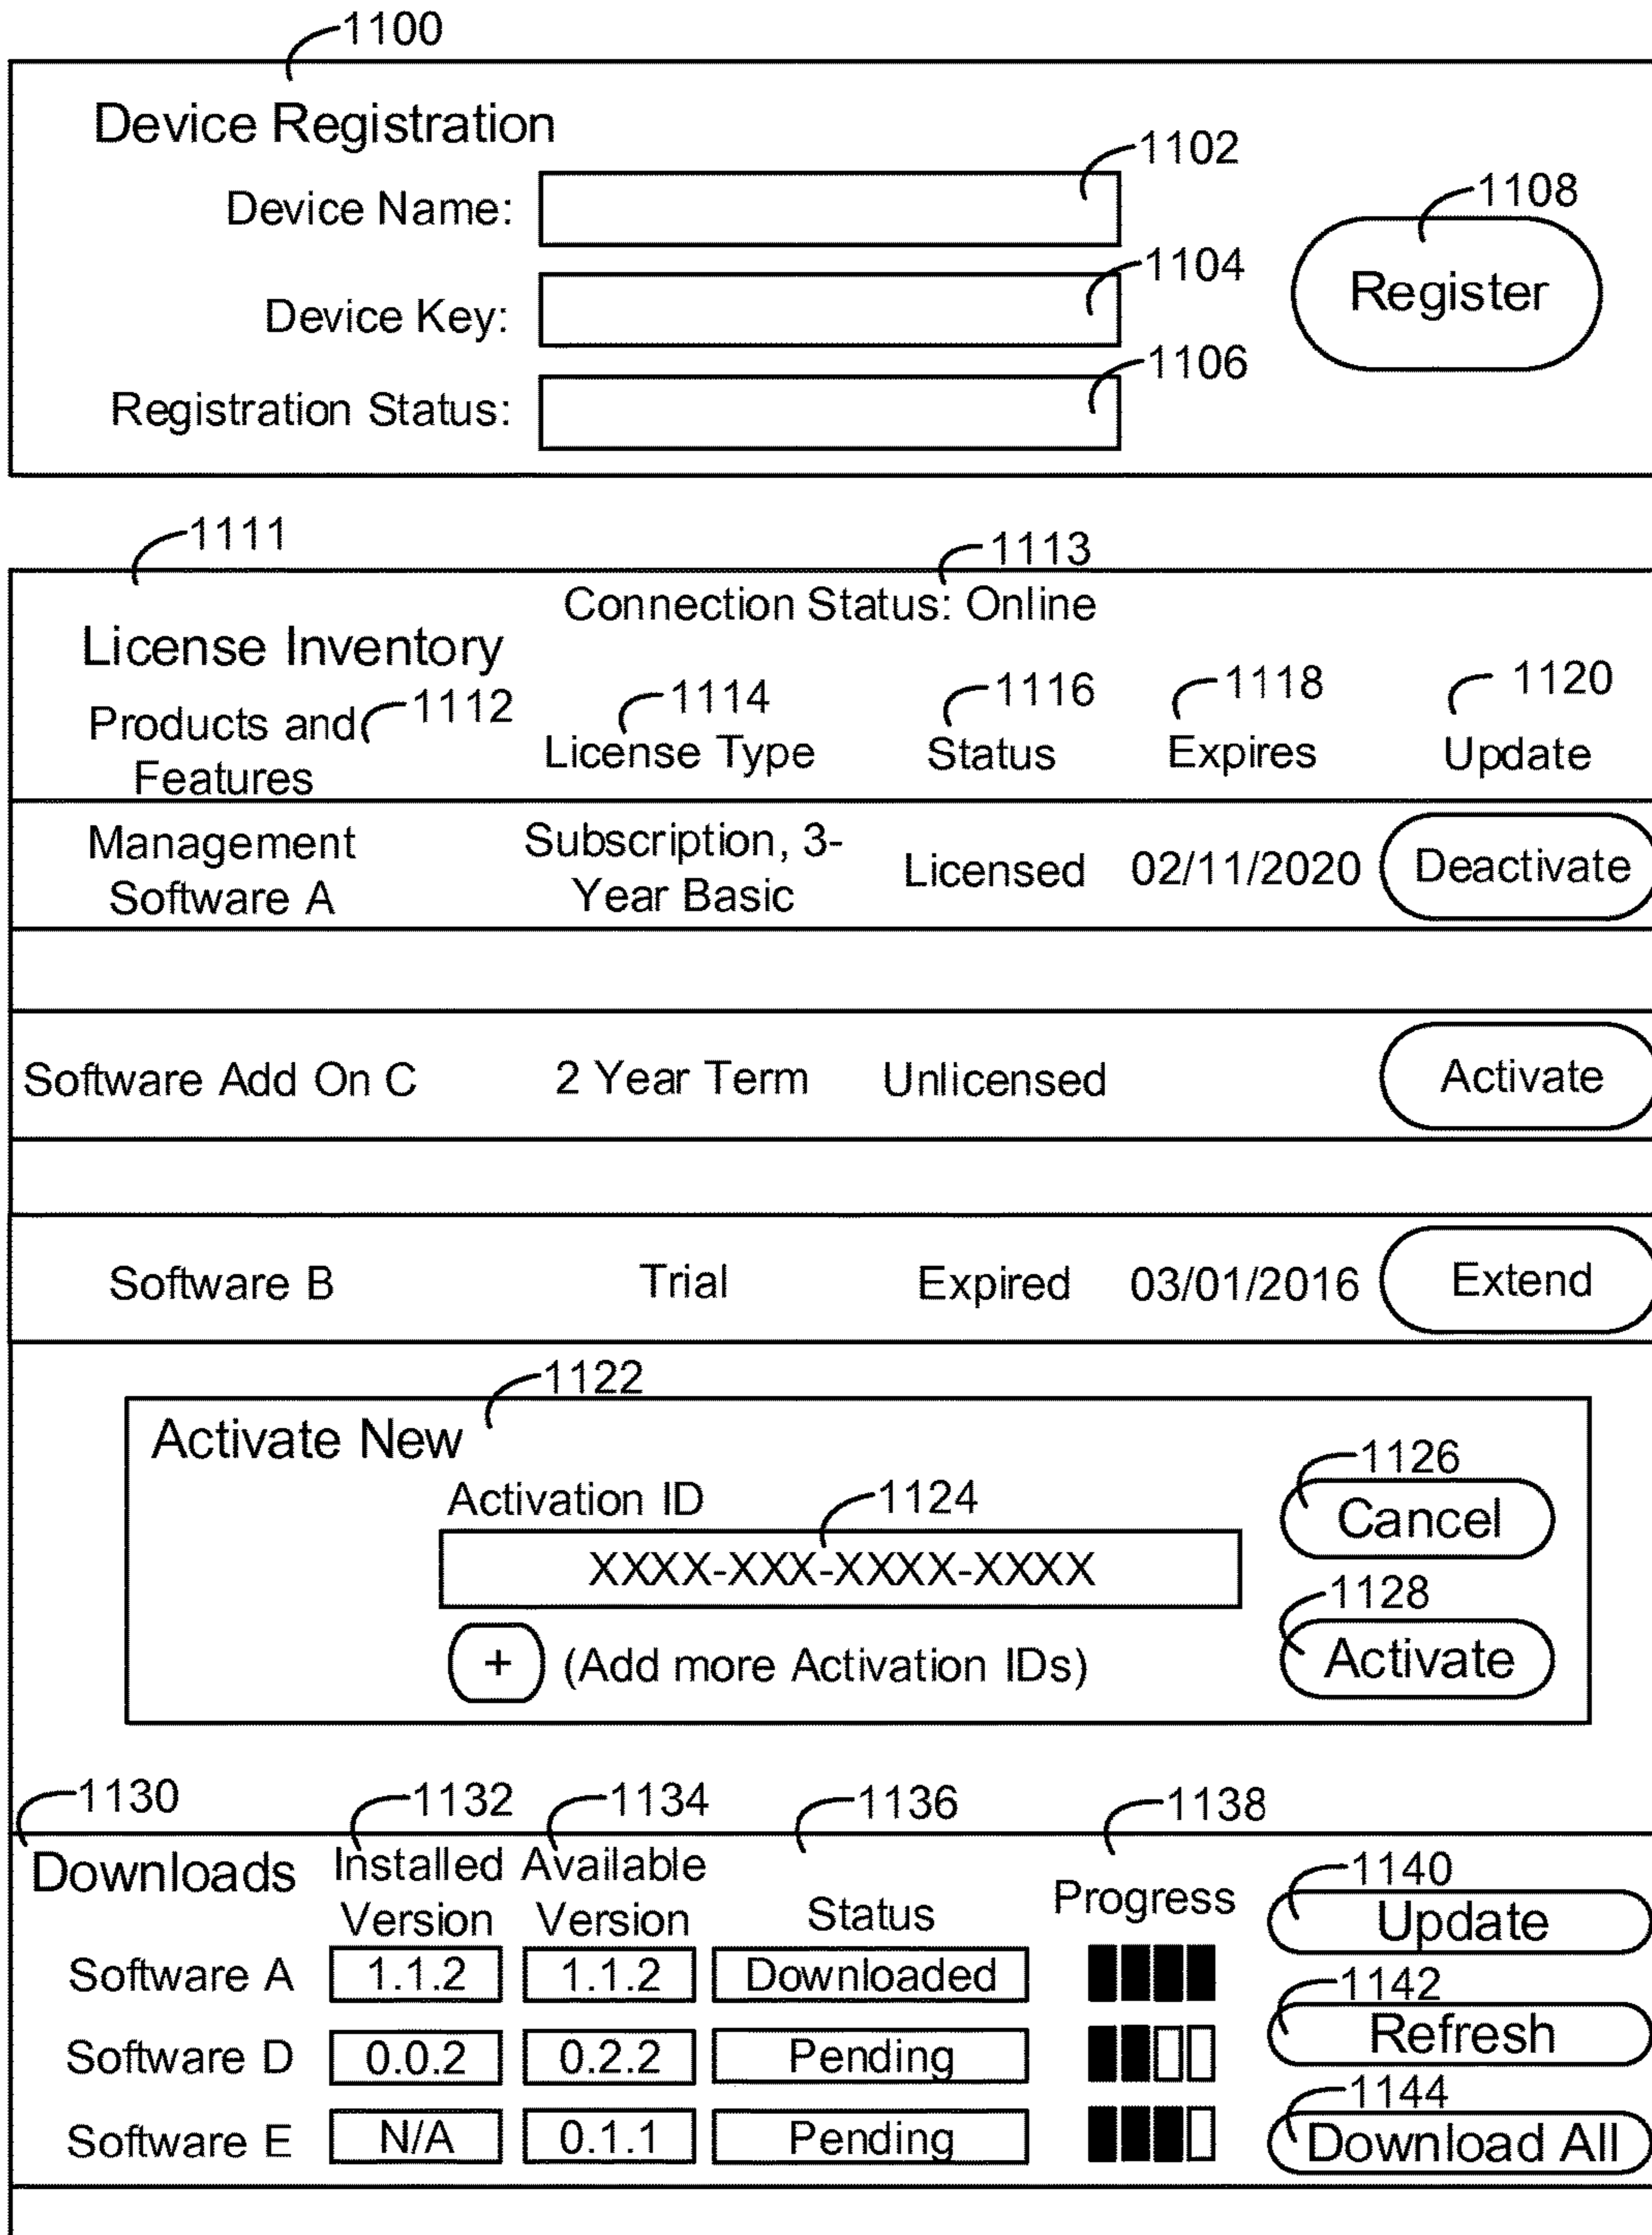 1100
Device Registration
1102
Device Name:
1108
Register
1104
Device Key:
1106
Registration Status:
1111
1113
Connection Status: Online
License Inventory
1112 1114 1116 1118 1120
Products and
Features
License Type Status Expires Update
Management
Software A
Subscription, 3-
Year Basic
Licensed 02/11/2020 Deactivate
Software Add On C 2 Year Term Unlicensed Activate
Software B Trial Expired 03/01/2016 Extend
1122
Activate New
1126
Cancel
Activation ID 1124
XXXX-XXX-XXXX-XXXX
1128
Activate
+ (Add more Activation IDs)
1130 1132 1134 1136 1138
Downloads
Installed
Version
Available
Version
Status
Progress
1140
Update
Software A 1.1.2 1.1.2 Downloaded
1142
Refresh
Software D 0.0.2 0.2.2 Pending
1144
Download All
Software E N/A 0.1.1 Pending